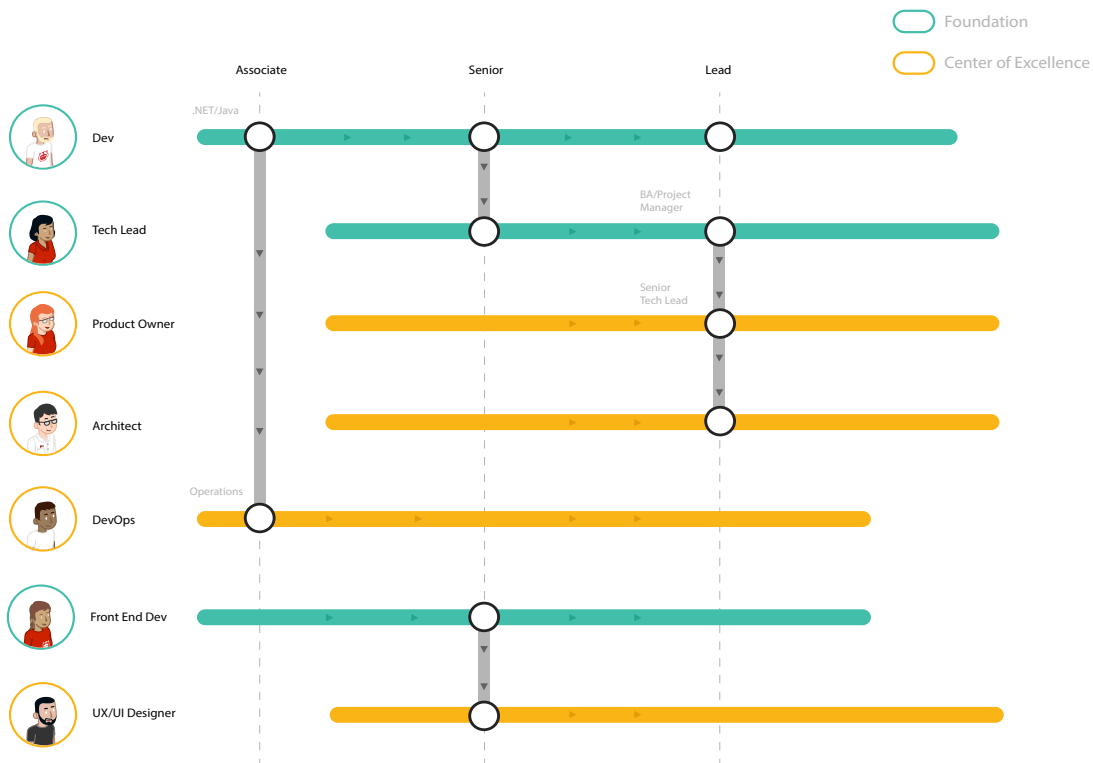 Foundation
Center of Excellence
Associate
Senior
Lead
.NET/Java
Dev
BA/Project
Manager
Tech Lead
Senior
Tech Lead
Product Owner
Architect
Operations
DevOps
Front End Dev
UX/UI Designer